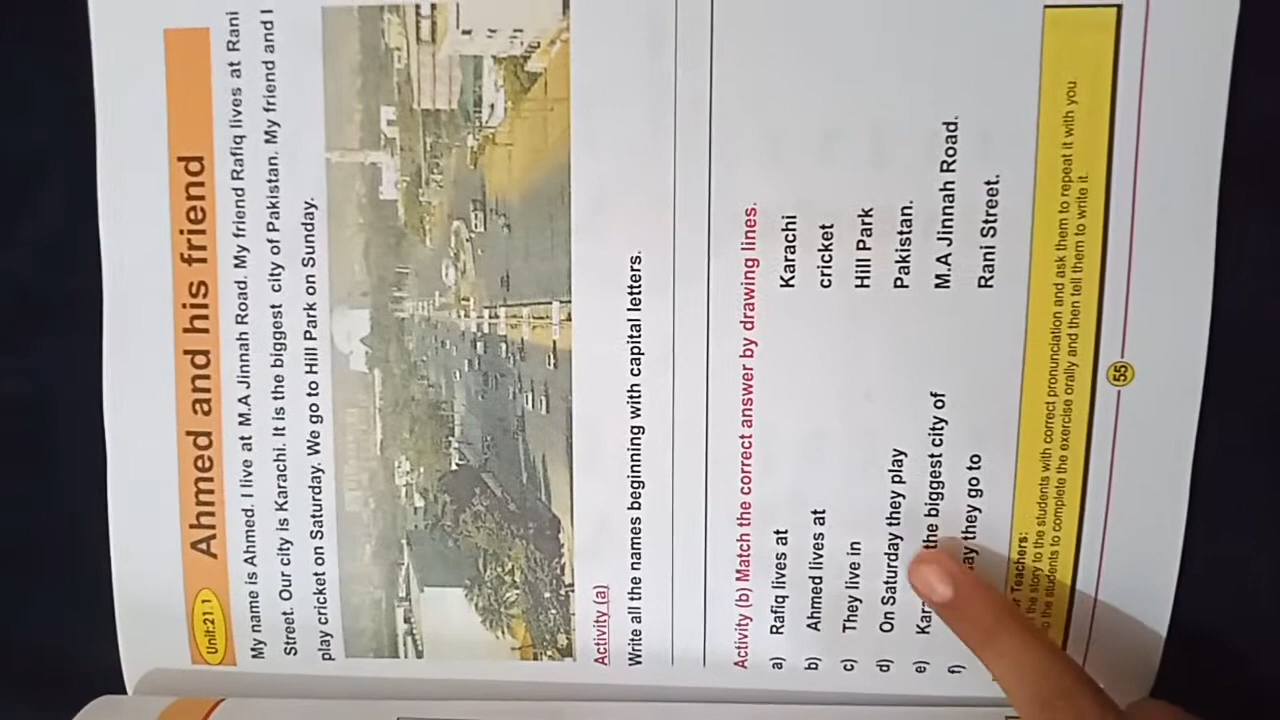 Unit:21.1
Ahmed and his friend
My name is Ahmed. I live at M.A Jinnah Road. My friend Rafiq lives at Rani
Street. Our city is Karachi. It is the biggest city of Pakistan. My friend and I
play cricket on Saturday. We go to Hill Park on Sunday.
Activity (a)
Write all the names beginning with capital letters.
Activity (b) Match the correct answer by drawing lines.
a) Rafiq lives at Karachi
b) Ahmed lives at cricket
c) They live in Hill Park
d) On Saturday they play Pakistan.
e) the biggest city of M.A Jinnah Road.
f) they go to Rani Street.
Teachers:
the story to the students with correct pronunciation and ask them to repeat it with you.
the students to complete the exercise orally and then tell them to write it.
55